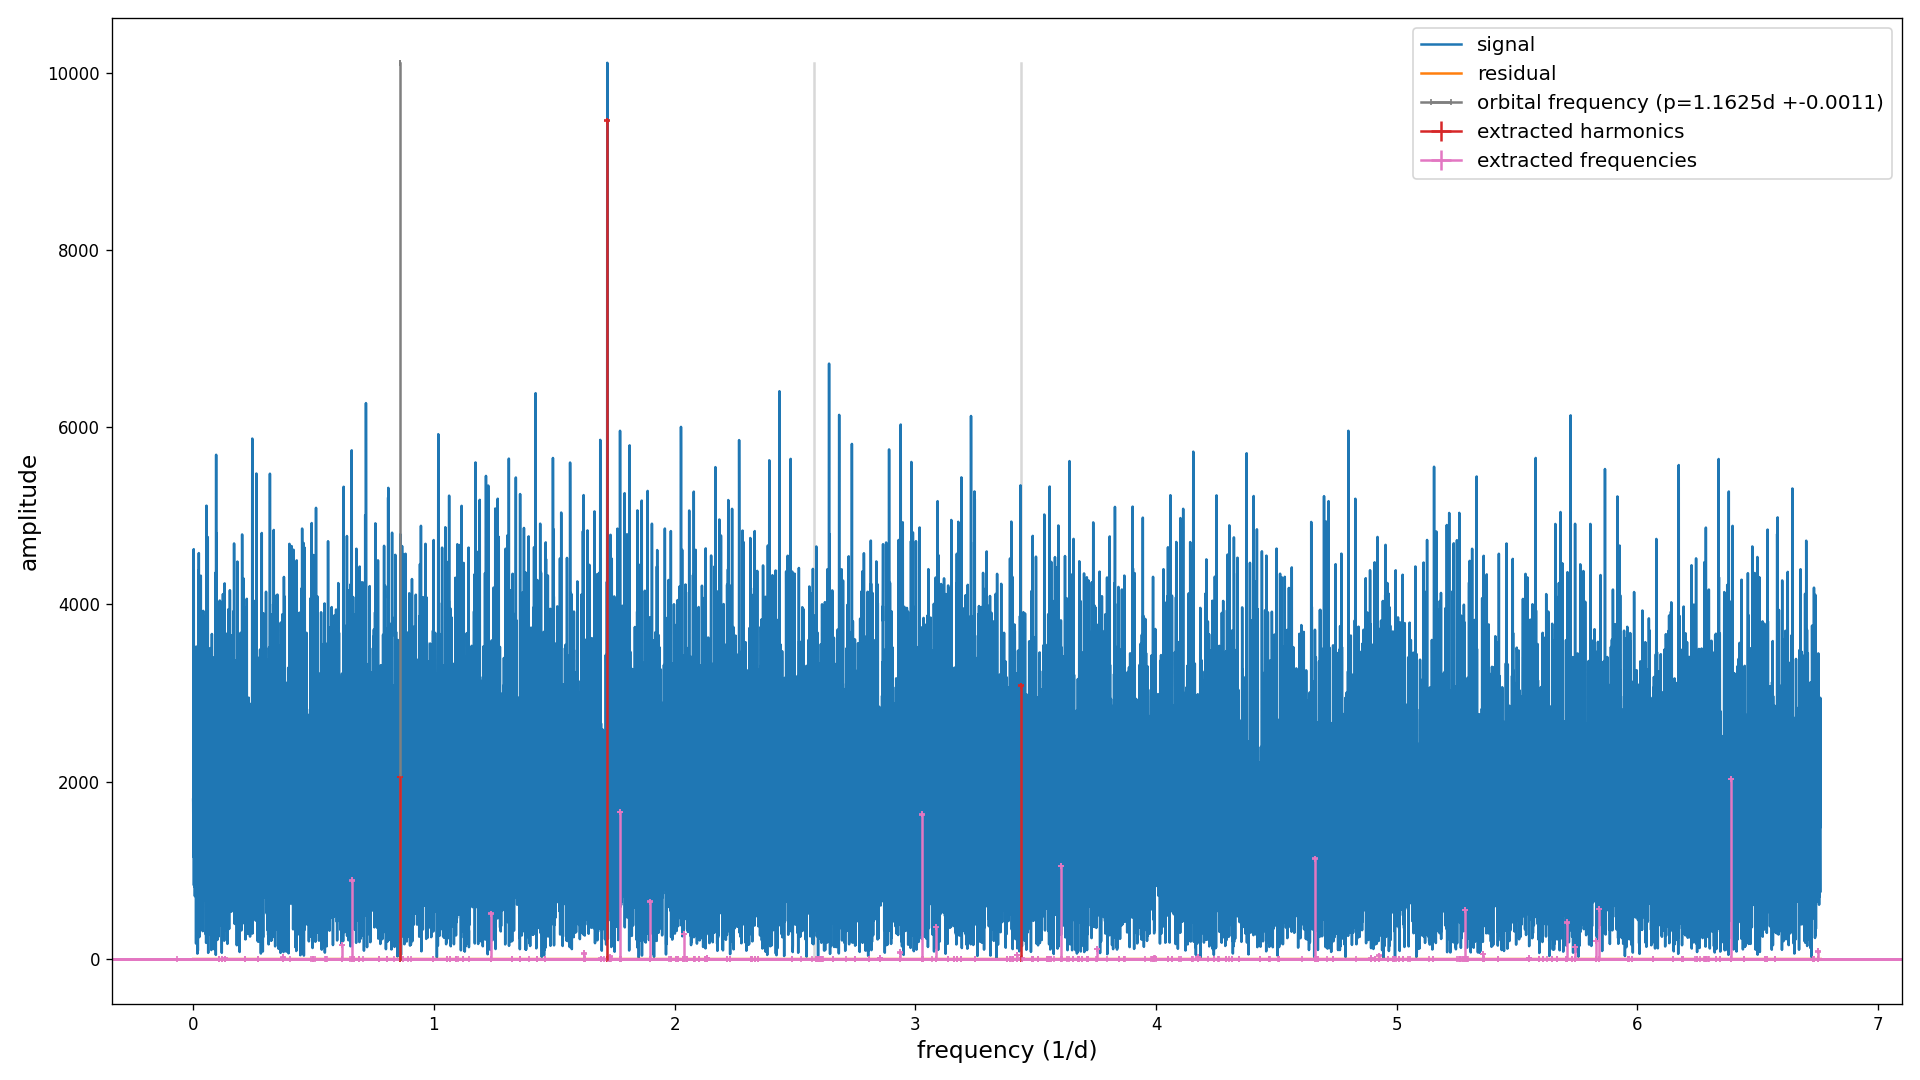 signal
residual
orbital frequency (p=1.1625d +-0.0011)
extracted harmonics
extracted frequencies
10000
8000
6000
4000
2000
0
amplitude
0 1 2 3 4 5 6 7
frequency (1/d)